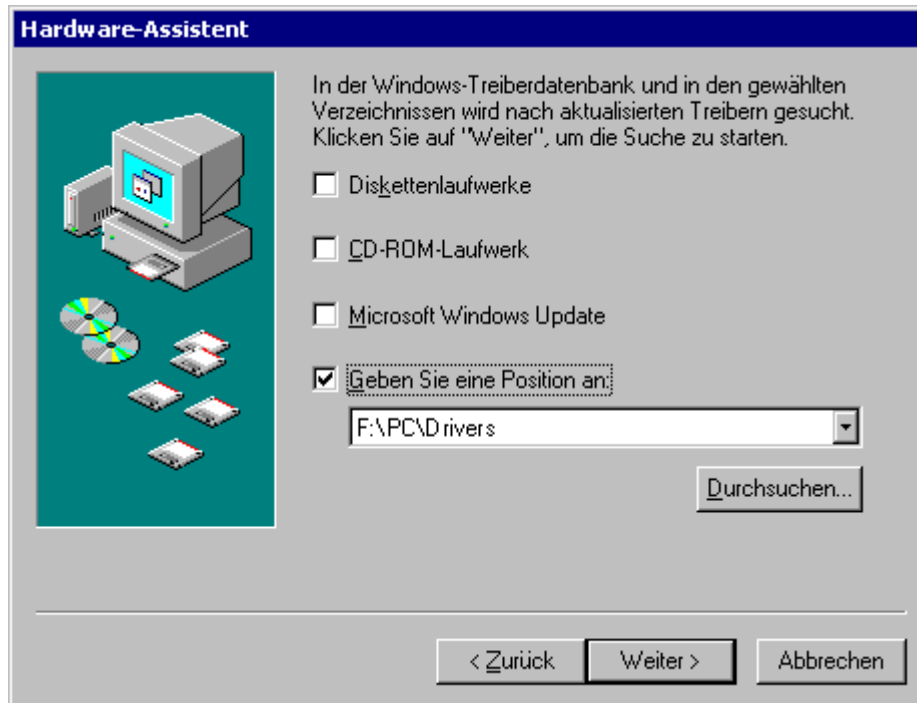 Hardware-Assistent
In der Windows-Treiberdatenbank und in den gewählten
Verzeichnissen wird nach aktualisierten Treibern gesucht.
Klicken Sie auf "Weiter", um die Suche zu starten.
Diskettenlaufwerke
CD-ROM-Laufwerk
Microsoft Windows Update
Geben Sie eine Position an:
F:\PC\Drivers
Durchsuchen...
< Zurück
Weiter >
Abbrechen